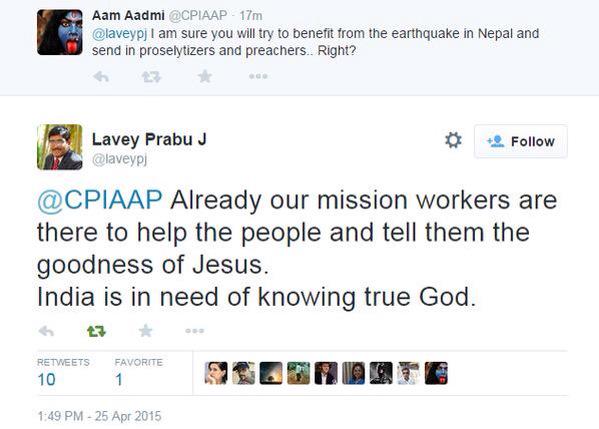 Aam Aadmi @CPIAAP · 17m
@laveypj I am sure you will try to benefit from the earthquake in Nepal and
send in proselytizers and preachers.. Right?
Lavey Prabu J
@laveypj
Follow
@CPIAAP Already our mission workers are
there to help the people and tell them the
goodness of Jesus.
India is in need of knowing true God.
RETWEETS FAVORITE
10 1
1:49 PM - 25 Apr 2015